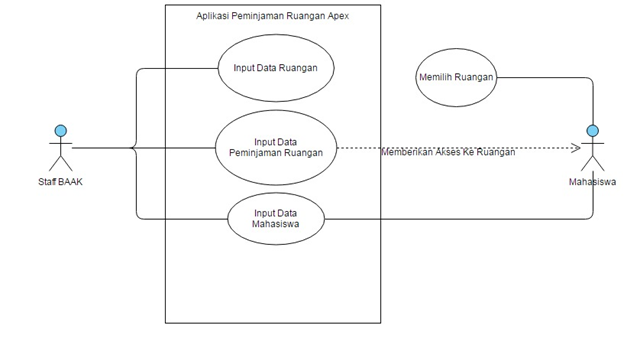 Aplikasi Peminjaman Ruangan Apex
Input Data Ruangan
Memilih Ruangan
Input Data
Peminjaman Ruangan
Memberikan Akses Ke Ruangan
Staff BAAK
Mahasiswa
Input Data
Mahasiswa